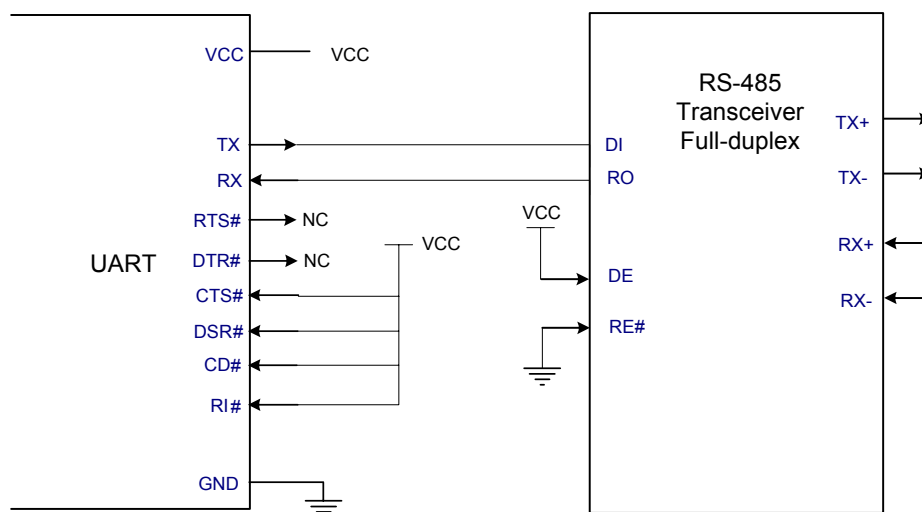 VCC
VCC
TX
RX
RTS#
NC
DTR#
NC
UART
CTS#
DSR#
CD#
RI#
GND
VCC
VCC
RS-485
Transceiver
Full-duplex
DI
RO
DE
RE#
TX+
TX-
RX+
RX-